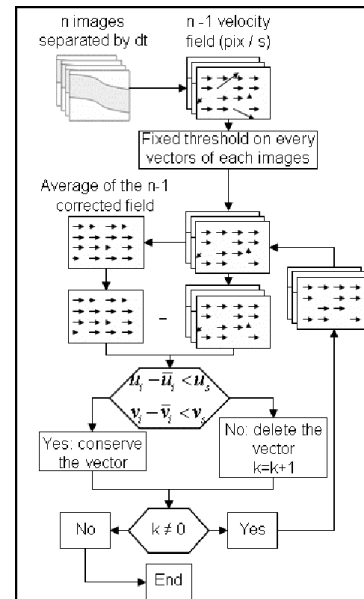 n images
separated by dt
n -1 velocity
field (pix / s)
Fixed threshold on every
vectors of each images
Average of the n-1
corrected field
–
u_i – ū_i < u_s
v_i – v̄_i < v_s
Yes: conserve
the vector
No: delete the
vector
k=k+1
No
k ≠ 0
Yes
End